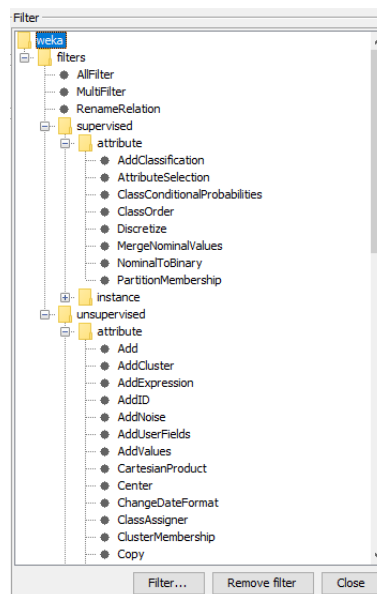 Filter
weka
filters
AllFilter
MultiFilter
RenameRelation
supervised
attribute
AddClassification
AttributeSelection
ClassConditionalProbabilities
ClassOrder
Discretize
MergeNominalValues
NominalToBinary
PartitionMembership
instance
unsupervised
attribute
Add
AddCluster
AddExpression
AddID
AddNoise
AddUserFields
AddValues
CartesianProduct
Center
ChangeDateFormat
ClassAssigner
ClusterMembership
Copy
Filter... Remove filter Close